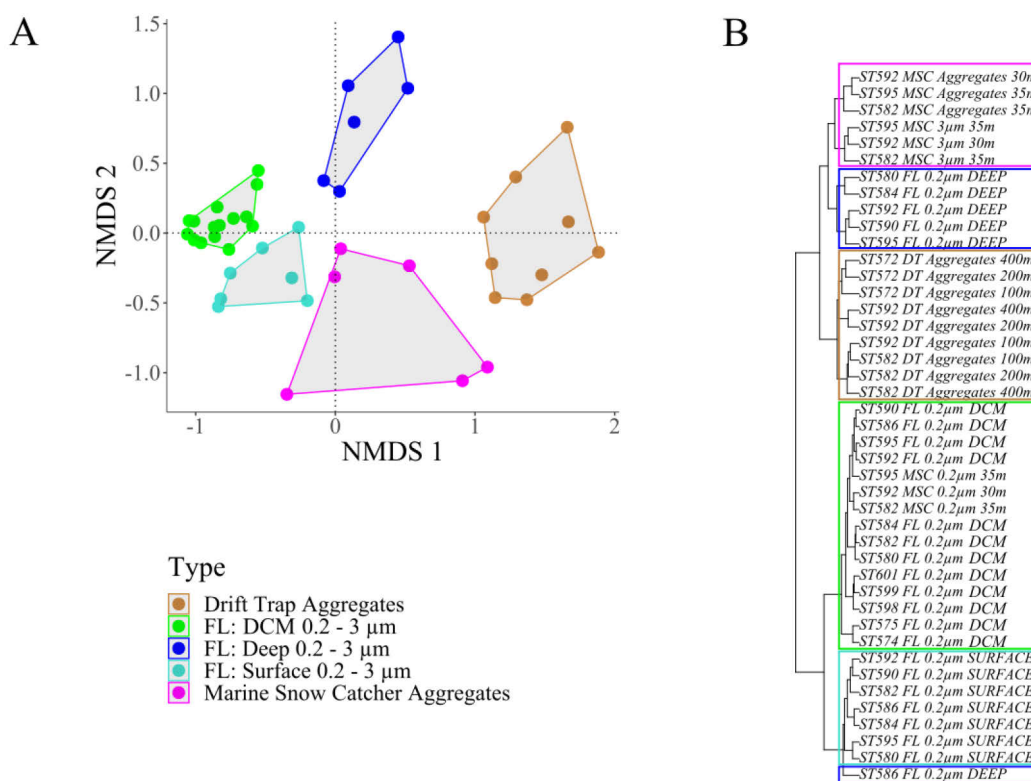 A
1.5
1.0
0.5
0.0
-0.5
-1.0
NMDS 2
-1
0
1
2
NMDS 1
Type
Drift Trap Aggregates
FL: DCM 0.2 - 3 µm
FL: Deep 0.2 - 3 µm
FL: Surface 0.2 - 3 µm
Marine Snow Catcher Aggregates
B
ST592 MSC Aggregates 30m
ST595 MSC Aggregates 35m
ST582 MSC Aggregates 35m
ST595 MSC 3µm 35m
ST592 MSC 3µm 30m
ST582 MSC 3µm 35m
ST580 FL 0.2µm DEEP
ST584 FL 0.2µm DEEP
ST592 FL 0.2µm DEEP
ST590 FL 0.2µm DEEP
ST595 FL 0.2µm DEEP
ST572 DT Aggregates 400m
ST572 DT Aggregates 200m
ST572 DT Aggregates 100m
ST592 DT Aggregates 400m
ST592 DT Aggregates 200m
ST592 DT Aggregates 100m
ST582 DT Aggregates 100m
ST582 DT Aggregates 200m
ST582 DT Aggregates 400m
ST590 FL 0.2µm DCM
ST586 FL 0.2µm DCM
ST595 FL 0.2µm DCM
ST592 FL 0.2µm DCM
ST595 MSC 0.2µm 35m
ST592 MSC 0.2µm 30m
ST582 MSC 0.2µm 35m
ST584 FL 0.2µm DCM
ST582 FL 0.2µm DCM
ST580 FL 0.2µm DCM
ST601 FL 0.2µm DCM
ST599 FL 0.2µm DCM
ST598 FL 0.2µm DCM
ST575 FL 0.2µm DCM
ST574 FL 0.2µm DCM
ST592 FL 0.2µm SURFACE
ST590 FL 0.2µm SURFACE
ST582 FL 0.2µm SURFACE
ST586 FL 0.2µm SURFACE
ST584 FL 0.2µm SURFACE
ST595 FL 0.2µm SURFACE
ST580 FL 0.2µm SURFACE
ST586 FL 0.2µm DEEP